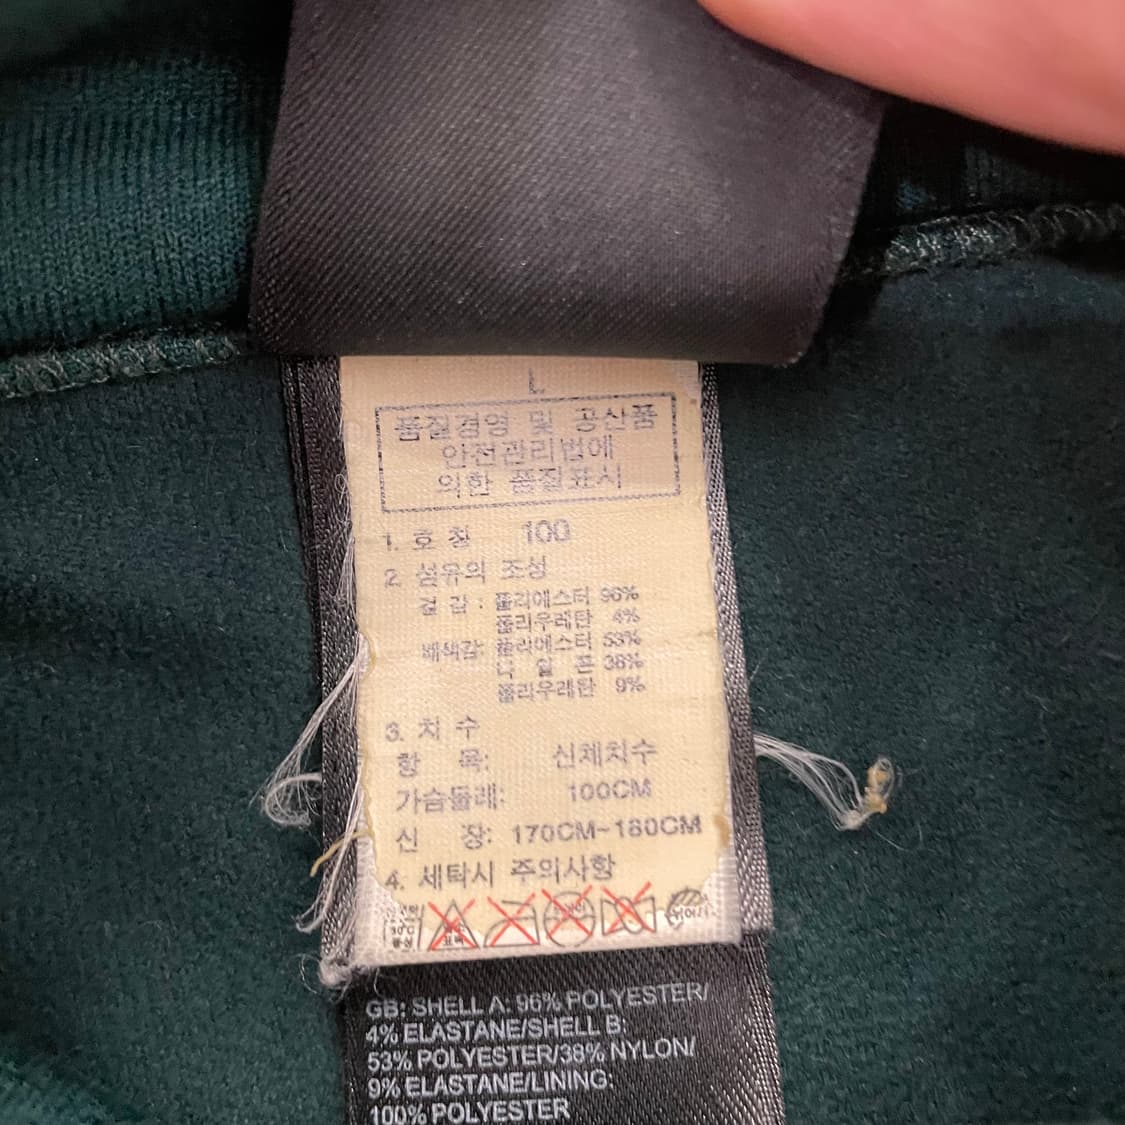 L
품질경영 및 공산품
안전관리법에
의한 품질표시
1. 호 칭 100
2. 섬유의 조성
겉 감 : 폴리에스터 96%
폴리우레탄 4%
배색감: 폴리에스터 53%
나 일 론 38%
폴리우레탄 9%
3. 치 수
항 목: 신체치수
가슴둘레: 100CM
신 장: 170CM~180CM
4. 세탁시 주의사항
30℃
중성
GB: SHELL A: 96% POLYESTER/
4% ELASTANE/SHELL B:
53% POLYESTER/38% NYLON/
9% ELASTANE/LINING:
100% POLYESTER